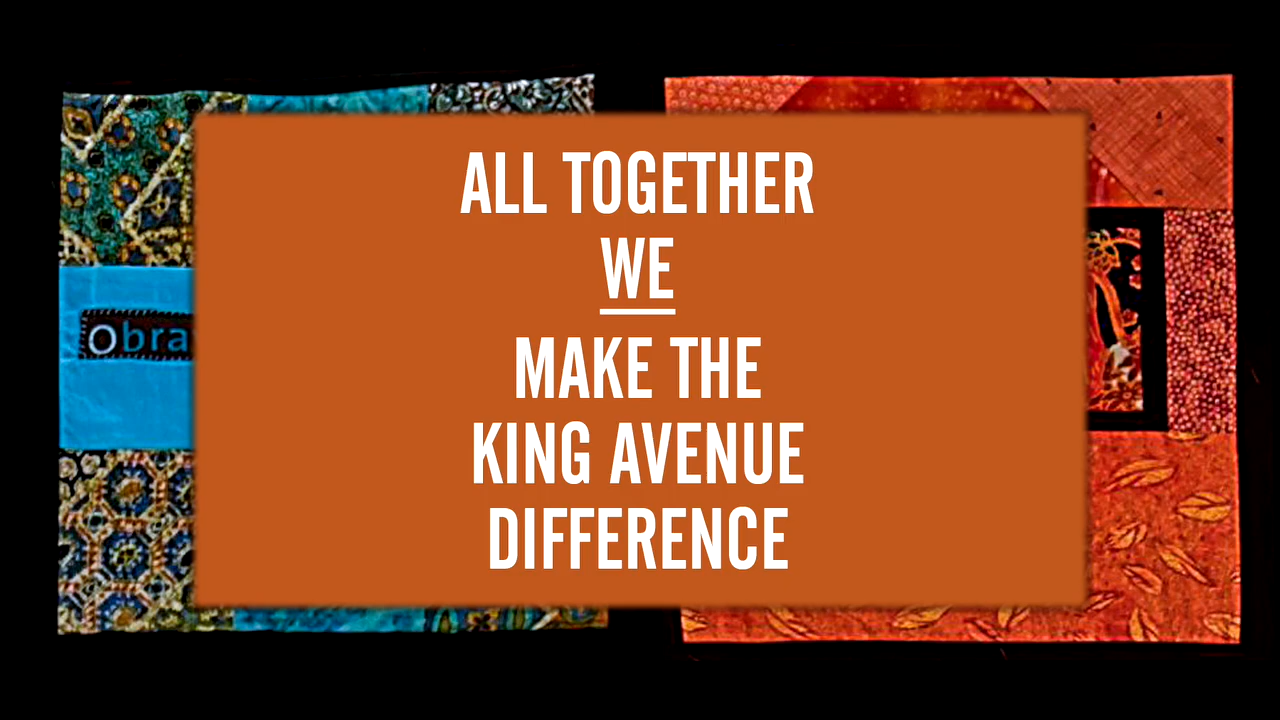 ALL TOGETHER
WE
MAKE THE
KING AVENUE
DIFFERENCE
Obra